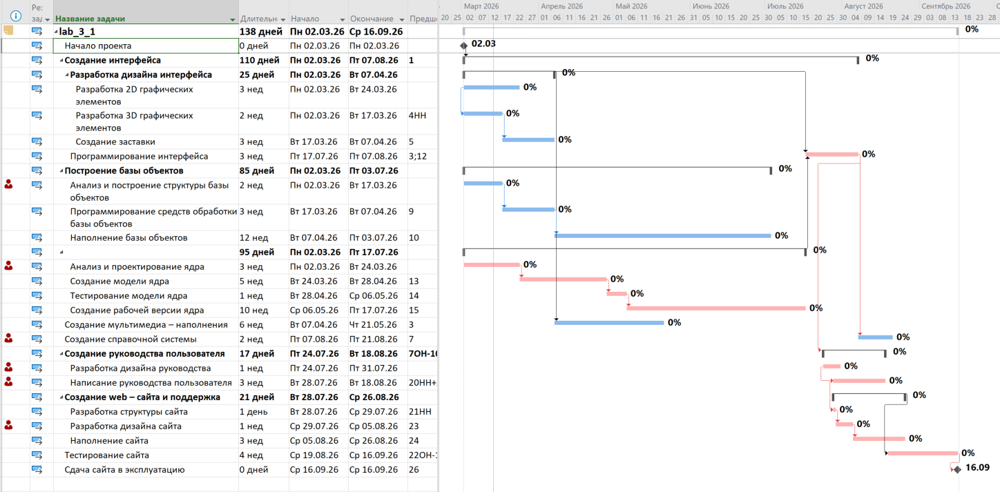 Март 2026 Апрель 2026 Май 2026 Июнь 2026 Июль 2026 Август 2026 Сентябрь 2026
Ре:
зад Название задачи Длительн Начало Окончание Предше
20 25 02 07 12 17 22 27 01 06 11 16 21 26 01 06 11 16 21 26 31 05 10 15 20 25 30 05 10 15 20 25 30 04 09 14 19 24 29 03 08 13 18 23 28
lab_3_1 138 дней Пн 02.03.26 Ср 16.09.26 0%
Начало проекта 0 дней Пн 02.03.26 Пн 02.03.26 02.03
Создание интерфейса 110 дней Пн 02.03.26 Пт 07.08.26 1 0%
Разработка дизайна интерфейса 25 дней Пн 02.03.26 Вт 07.04.26 0%
Разработка 2D графических 3 нед Пн 02.03.26 Вт 24.03.26 0%
элементов
Разработка 3D графических 2 нед Пн 02.03.26 Вт 17.03.26 4НН 0%
элементов
Создание заставки 3 нед Вт 17.03.26 Вт 07.04.26 5 0%
Программирование интерфейса 3 нед Пт 17.07.26 Пт 07.08.26 3;12 0%
Построение базы объектов 85 дней Пн 02.03.26 Пт 03.07.26 0%
Анализ и построение структуры базы 2 нед Пн 02.03.26 Вт 17.03.26 0%
объектов
Программирование средств обработки 3 нед Вт 17.03.26 Вт 07.04.26 9 0%
базы объектов
Наполнение базы объектов 12 нед Вт 07.04.26 Пт 03.07.26 10 0%
95 дней Пн 02.03.26 Пт 17.07.26 0%
Анализ и проектирование ядра 3 нед Пн 02.03.26 Вт 24.03.26 0%
Создание модели ядра 5 нед Вт 24.03.26 Вт 28.04.26 13 0%
Тестирование модели ядра 1 нед Вт 28.04.26 Ср 06.05.26 14 0%
Создание рабочей версии ядра 10 нед Ср 06.05.26 Пт 17.07.26 15 0%
Создание мультимедиа – наполнения 6 нед Вт 07.04.26 Чт 21.05.26 3 0%
Создание справочной системы 2 нед Пт 07.08.26 Пт 21.08.26 7 0%
Создание руководства пользователя 17 дней Пт 24.07.26 Вт 18.08.26 7ОН-10 0%
Разработка дизайна руководства 1 нед Пт 24.07.26 Пт 31.07.26 0%
Написание руководства пользователя 3 нед Вт 28.07.26 Вт 18.08.26 20НН+ 0%
Создание web – сайта и поддержка 21 дней Вт 28.07.26 Ср 26.08.26 0%
Разработка структуры сайта 1 день Вт 28.07.26 Ср 29.07.26 21НН 0%
Разработка дизайна сайта 1 нед Ср 29.07.26 Ср 05.08.26 23 0%
Наполнение сайта 3 нед Ср 05.08.26 Ср 26.08.26 24 0%
Тестирование сайта 4 нед Ср 19.08.26 Ср 16.09.26 22ОН-1 0%
Сдача сайта в эксплуатацию 0 дней Ср 16.09.26 Ср 16.09.26 26 16.09